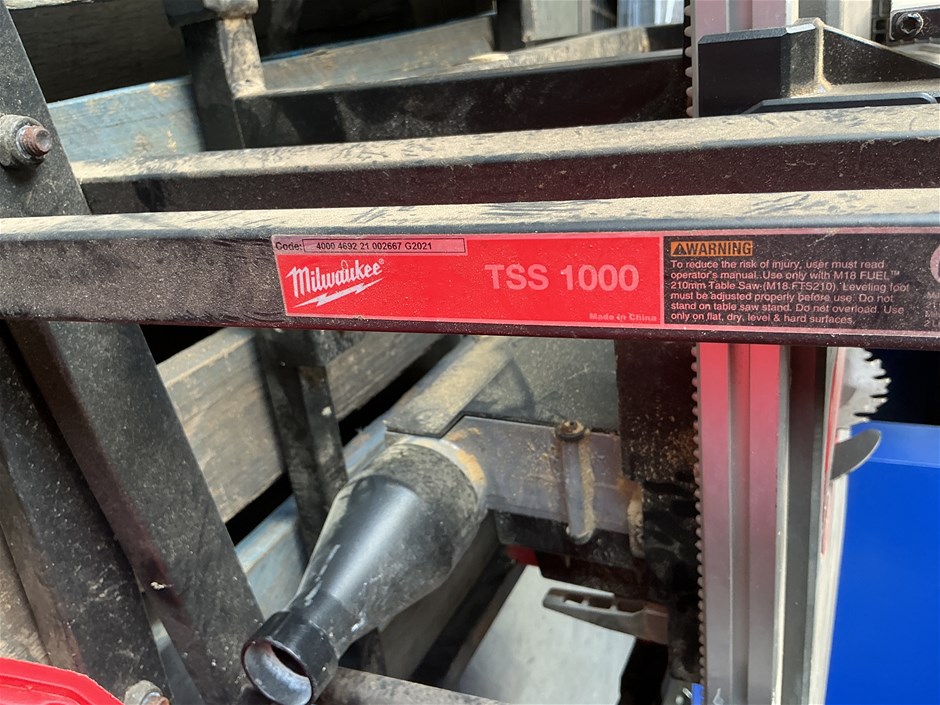 Code: 4000 4692 21 002667 G2021
Milwaukee®
TSS 1000
Made in China
WARNING
To reduce the risk of injury, user must read
operator's manual. Use only with M18 FUEL™
210mm Table Saw (M18 FTS210). Leveling foot
must be adjusted properly before use. Do not
stand on table saw stand. Do not overload. Use
only on flat, dry, level & hard surfaces.